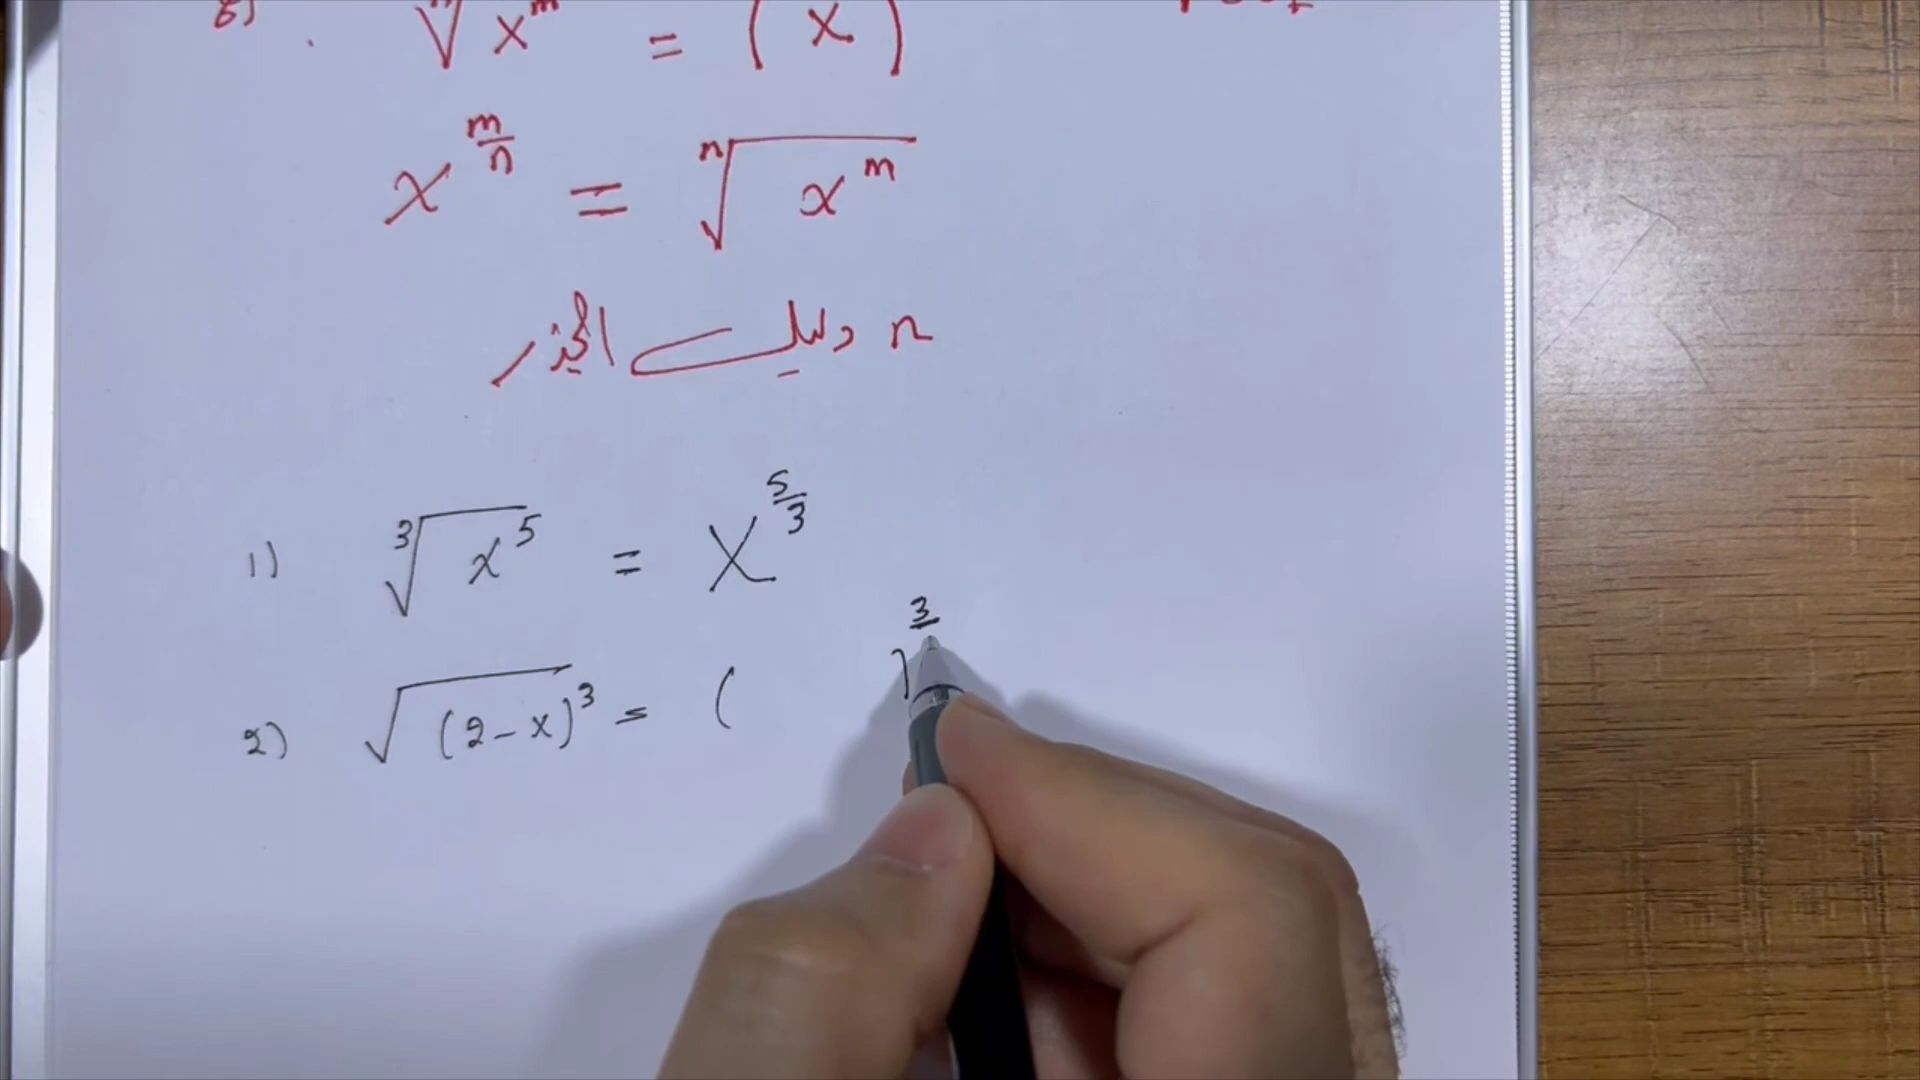 ⁿ√x^m = (x)
x^(m/n) = ⁿ√x^m
n دليل الجذر
1) ³√x⁵ = x^(5/3)
2) √(2-x)³ = ( )^3